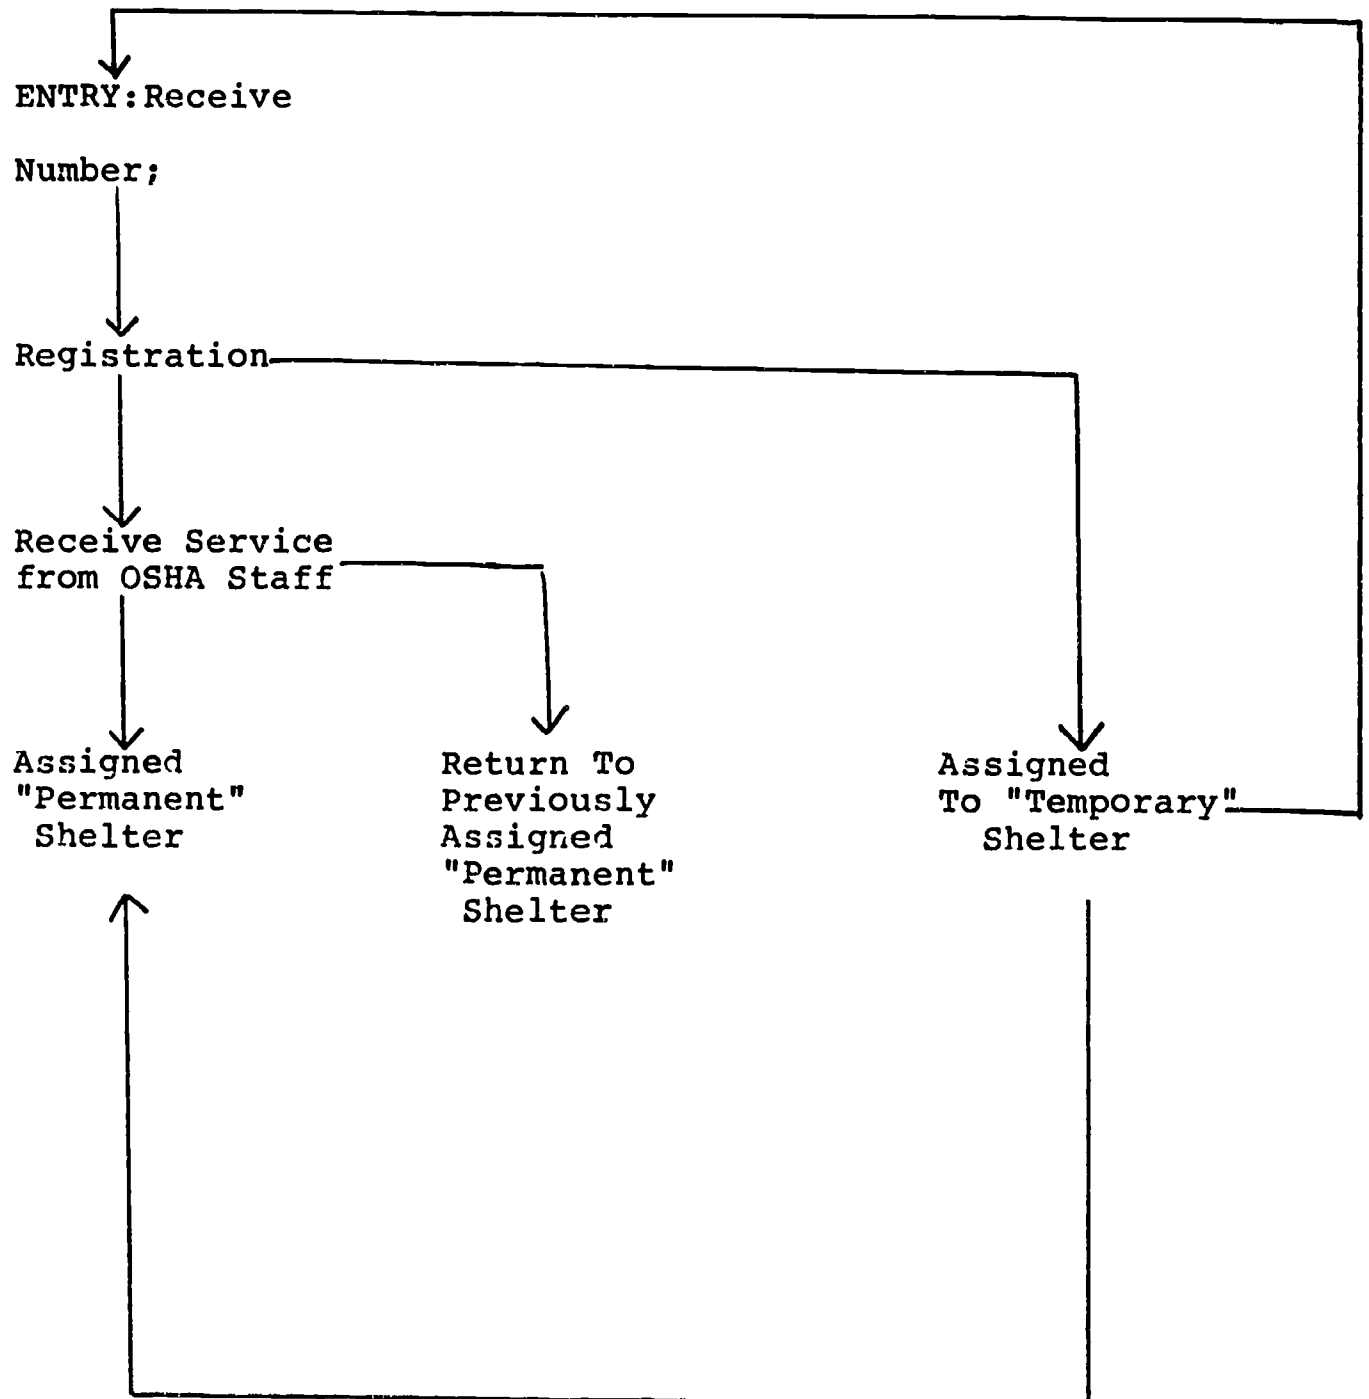 ENTRY:Receive
Number;
Registration
Receive Service
from OSHA Staff
Assigned
"Permanent"
Shelter
Return To
Previously
Assigned
"Permanent"
Shelter
Assigned
To "Temporary"
Shelter